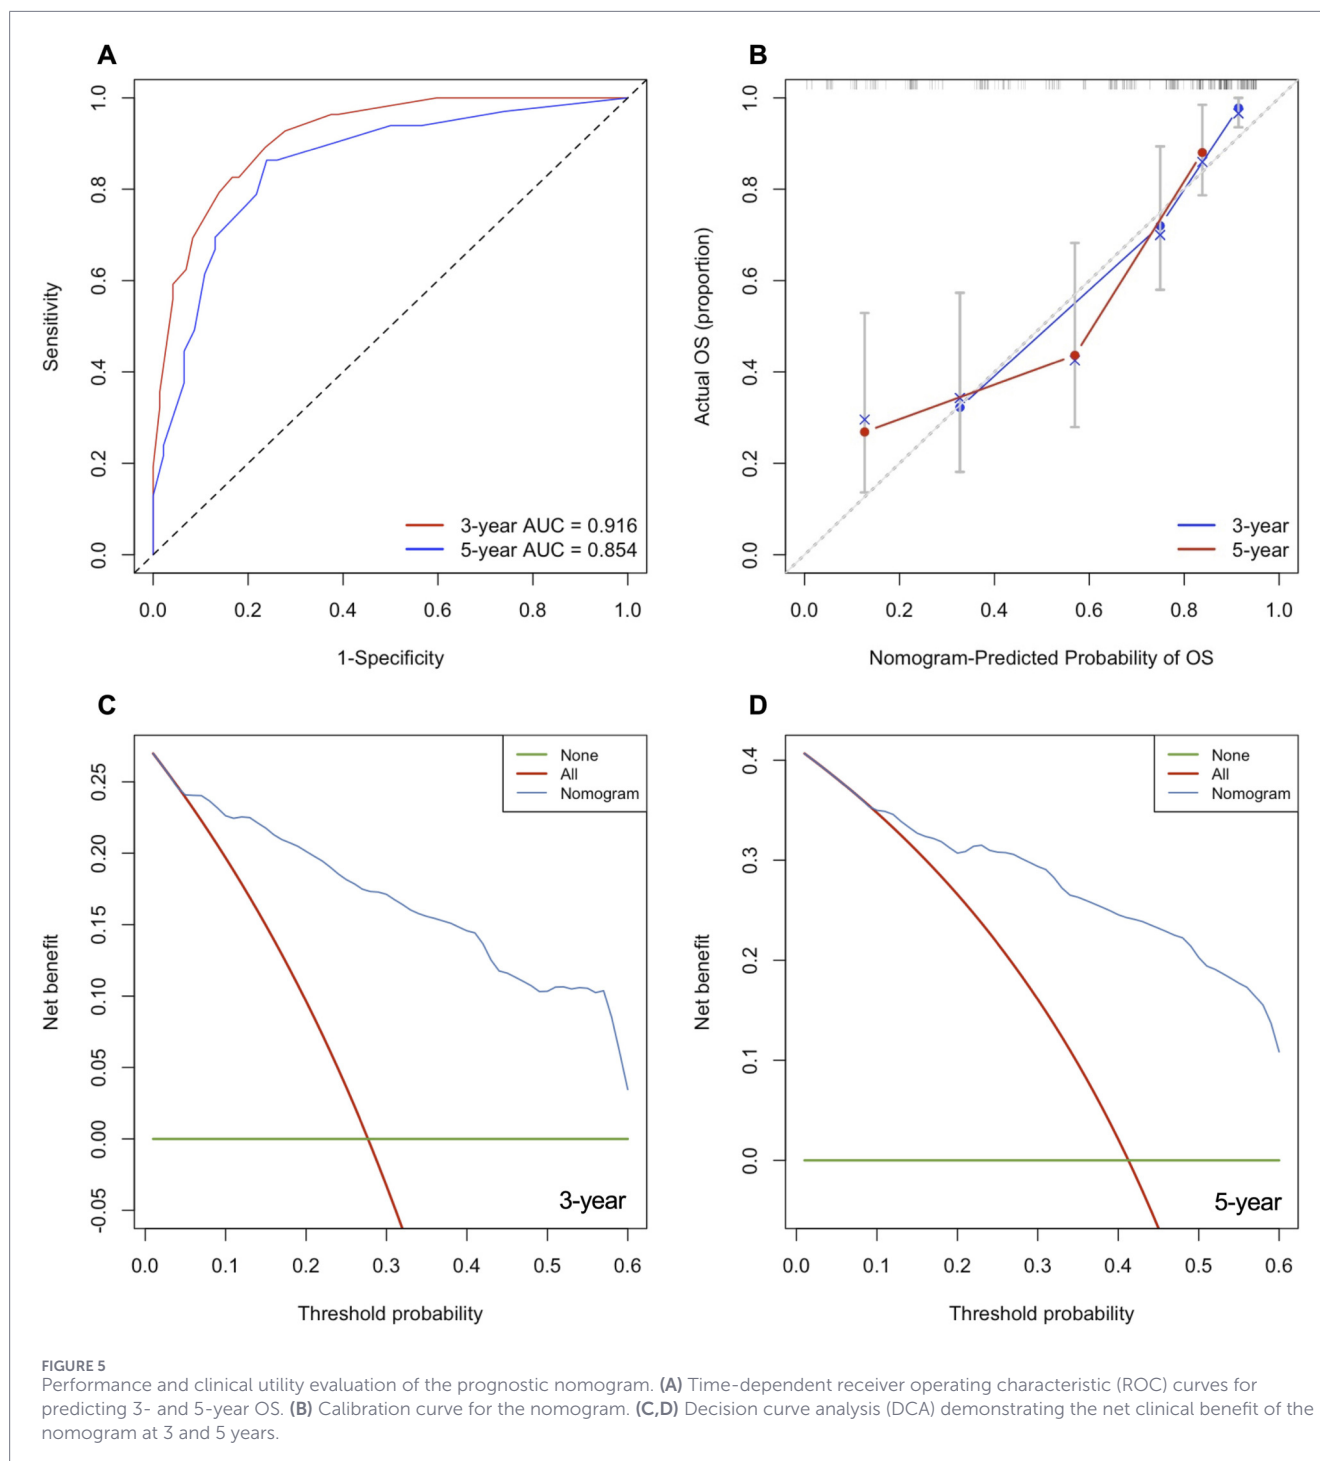 A
1.0
0.8
0.6
0.4
0.2
0.0
Sensitivity
3-year AUC = 0.916
5-year AUC = 0.854
0.0 0.2 0.4 0.6 0.8 1.0
1-Specificity
B
1.0
0.8
0.6
0.4
0.2
0.0
Actual OS (proportion)
3-year
5-year
0.0 0.2 0.4 0.6 0.8 1.0
Nomogram-Predicted Probability of OS
C
None
All
Nomogram
0.25
0.20
0.15
0.10
0.05
0.00
-0.05
Net benefit
3-year
0.0 0.1 0.2 0.3 0.4 0.5 0.6
Threshold probability
D
None
All
Nomogram
0.4
0.3
0.2
0.1
0.0
Net benefit
5-year
0.0 0.1 0.2 0.3 0.4 0.5 0.6
Threshold probability
FIGURE 5
Performance and clinical utility evaluation of the prognostic nomogram. (A) Time-dependent receiver operating characteristic (ROC) curves for
predicting 3- and 5-year OS. (B) Calibration curve for the nomogram. (C,D) Decision curve analysis (DCA) demonstrating the net clinical benefit of the
nomogram at 3 and 5 years.